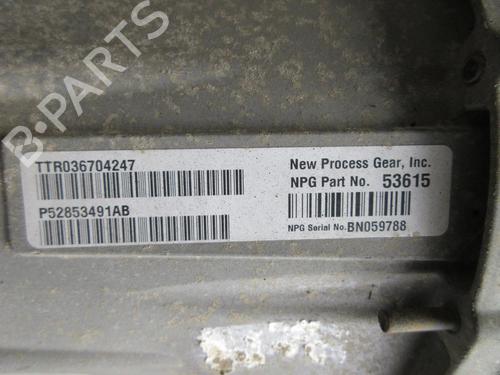 B-PARTS
TTR036704247
P52853491AB
New Process Gear, Inc.
NPG Part No. 53615
NPG Serial No. BN059788